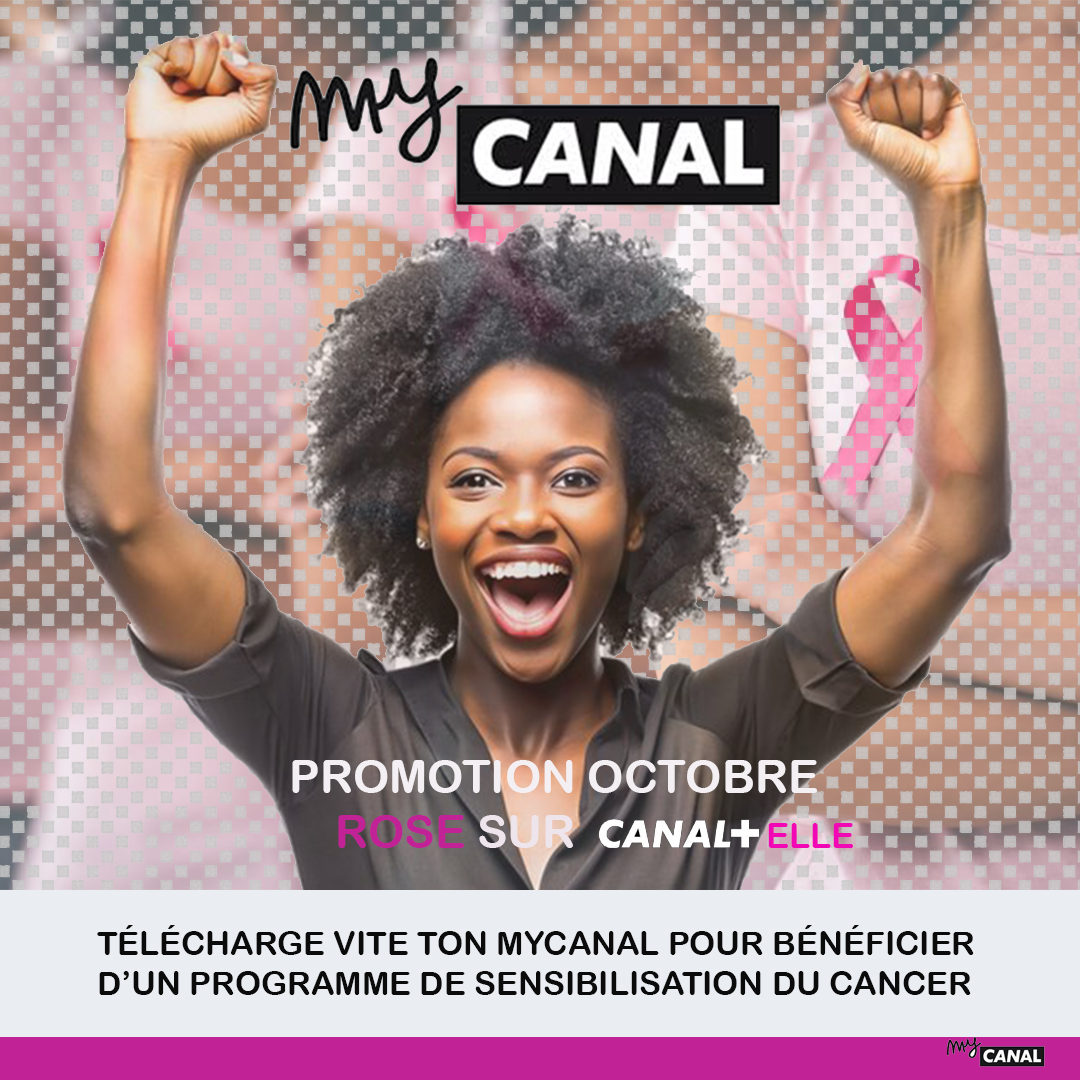 my
CANAL
PROMOTION OCTOBRE
ROSE SUR CANAL+ ELLE
TÉLÉCHARGE VITE TON MYCANAL POUR BÉNÉFICIER
D’UN PROGRAMME DE SENSIBILISATION DU CANCER
my CANAL